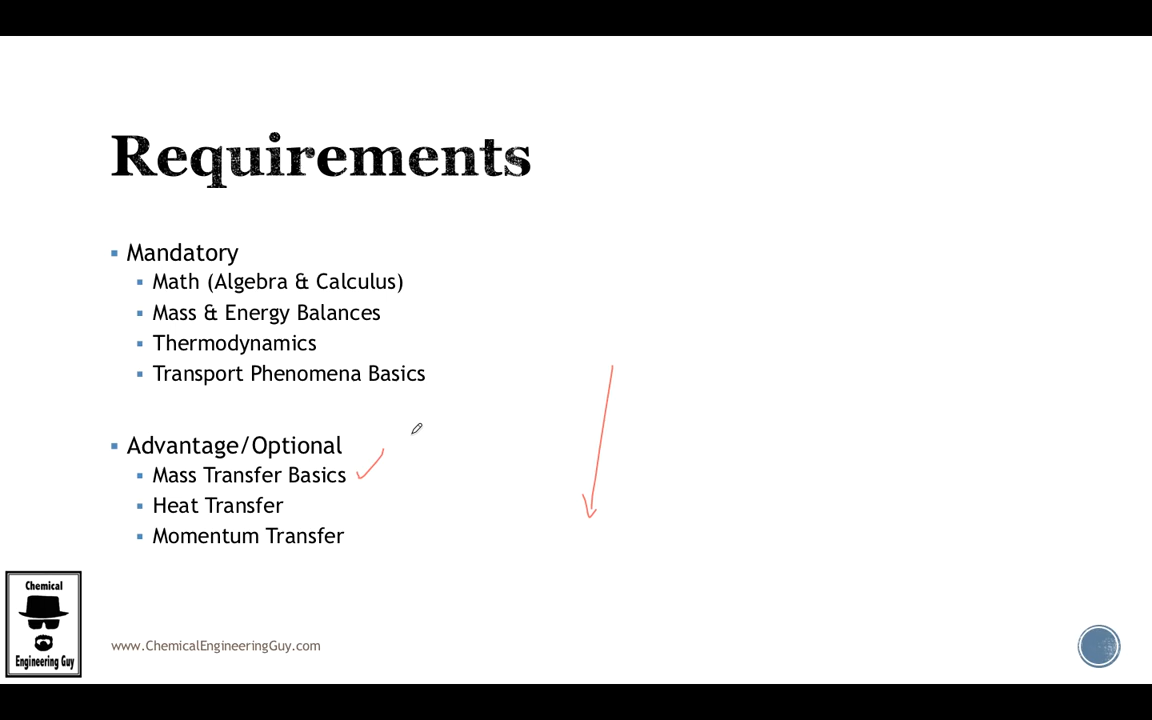 Requirements
Mandatory
Math (Algebra & Calculus)
Mass & Energy Balances
Thermodynamics
Transport Phenomena Basics
Advantage/Optional
Mass Transfer Basics
Heat Transfer
Momentum Transfer
Chemical
Engineering Guy
www.ChemicalEngineeringGuy.com